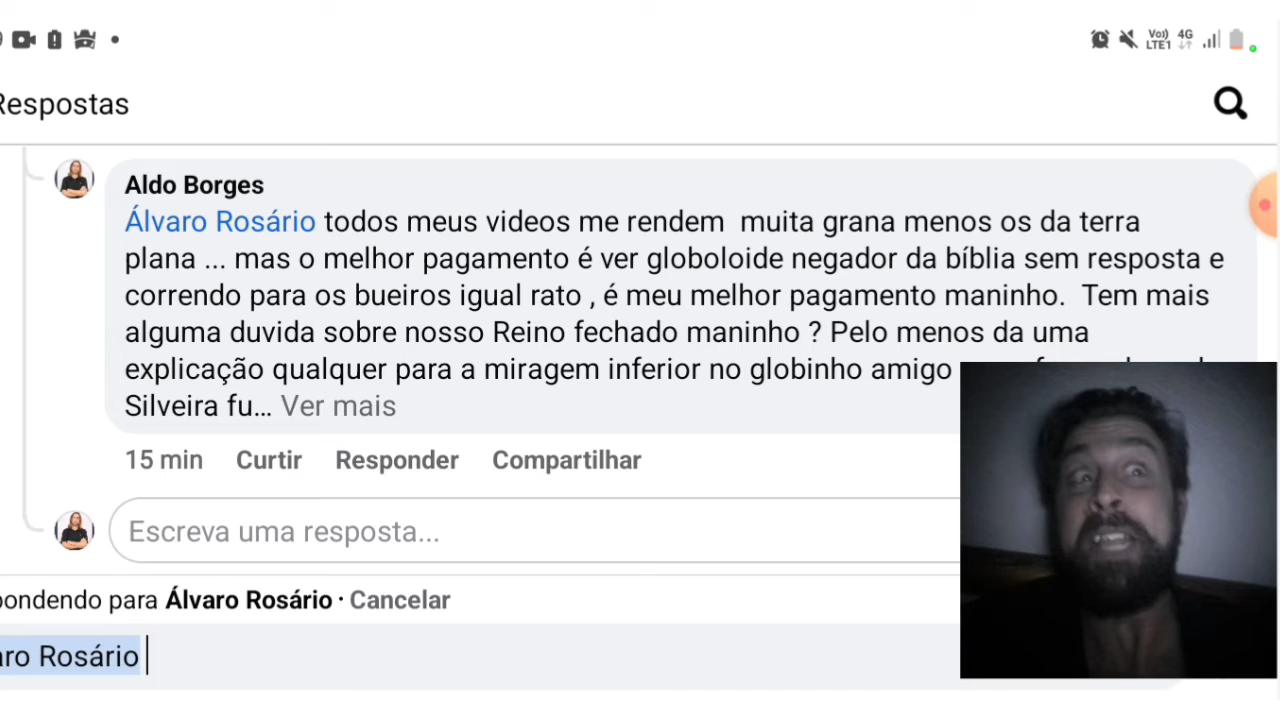 Vo))
LTE1
4G
Respostas
Aldo Borges
Álvaro Rosário todos meus videos me rendem muita grana menos os da terra
plana ... mas o melhor pagamento é ver globoloide negador da bíblia sem resposta e
correndo para os bueiros igual rato , é meu melhor pagamento maninho. Tem mais
alguma duvida sobre nosso Reino fechado maninho ? Pelo menos da uma
explicação qualquer para a miragem inferior no globinho amigo
Silveira fu... Ver mais
15 min Curtir Responder Compartilhar
Escreva uma resposta...
pondendo para Álvaro Rosário · Cancelar
aro Rosário